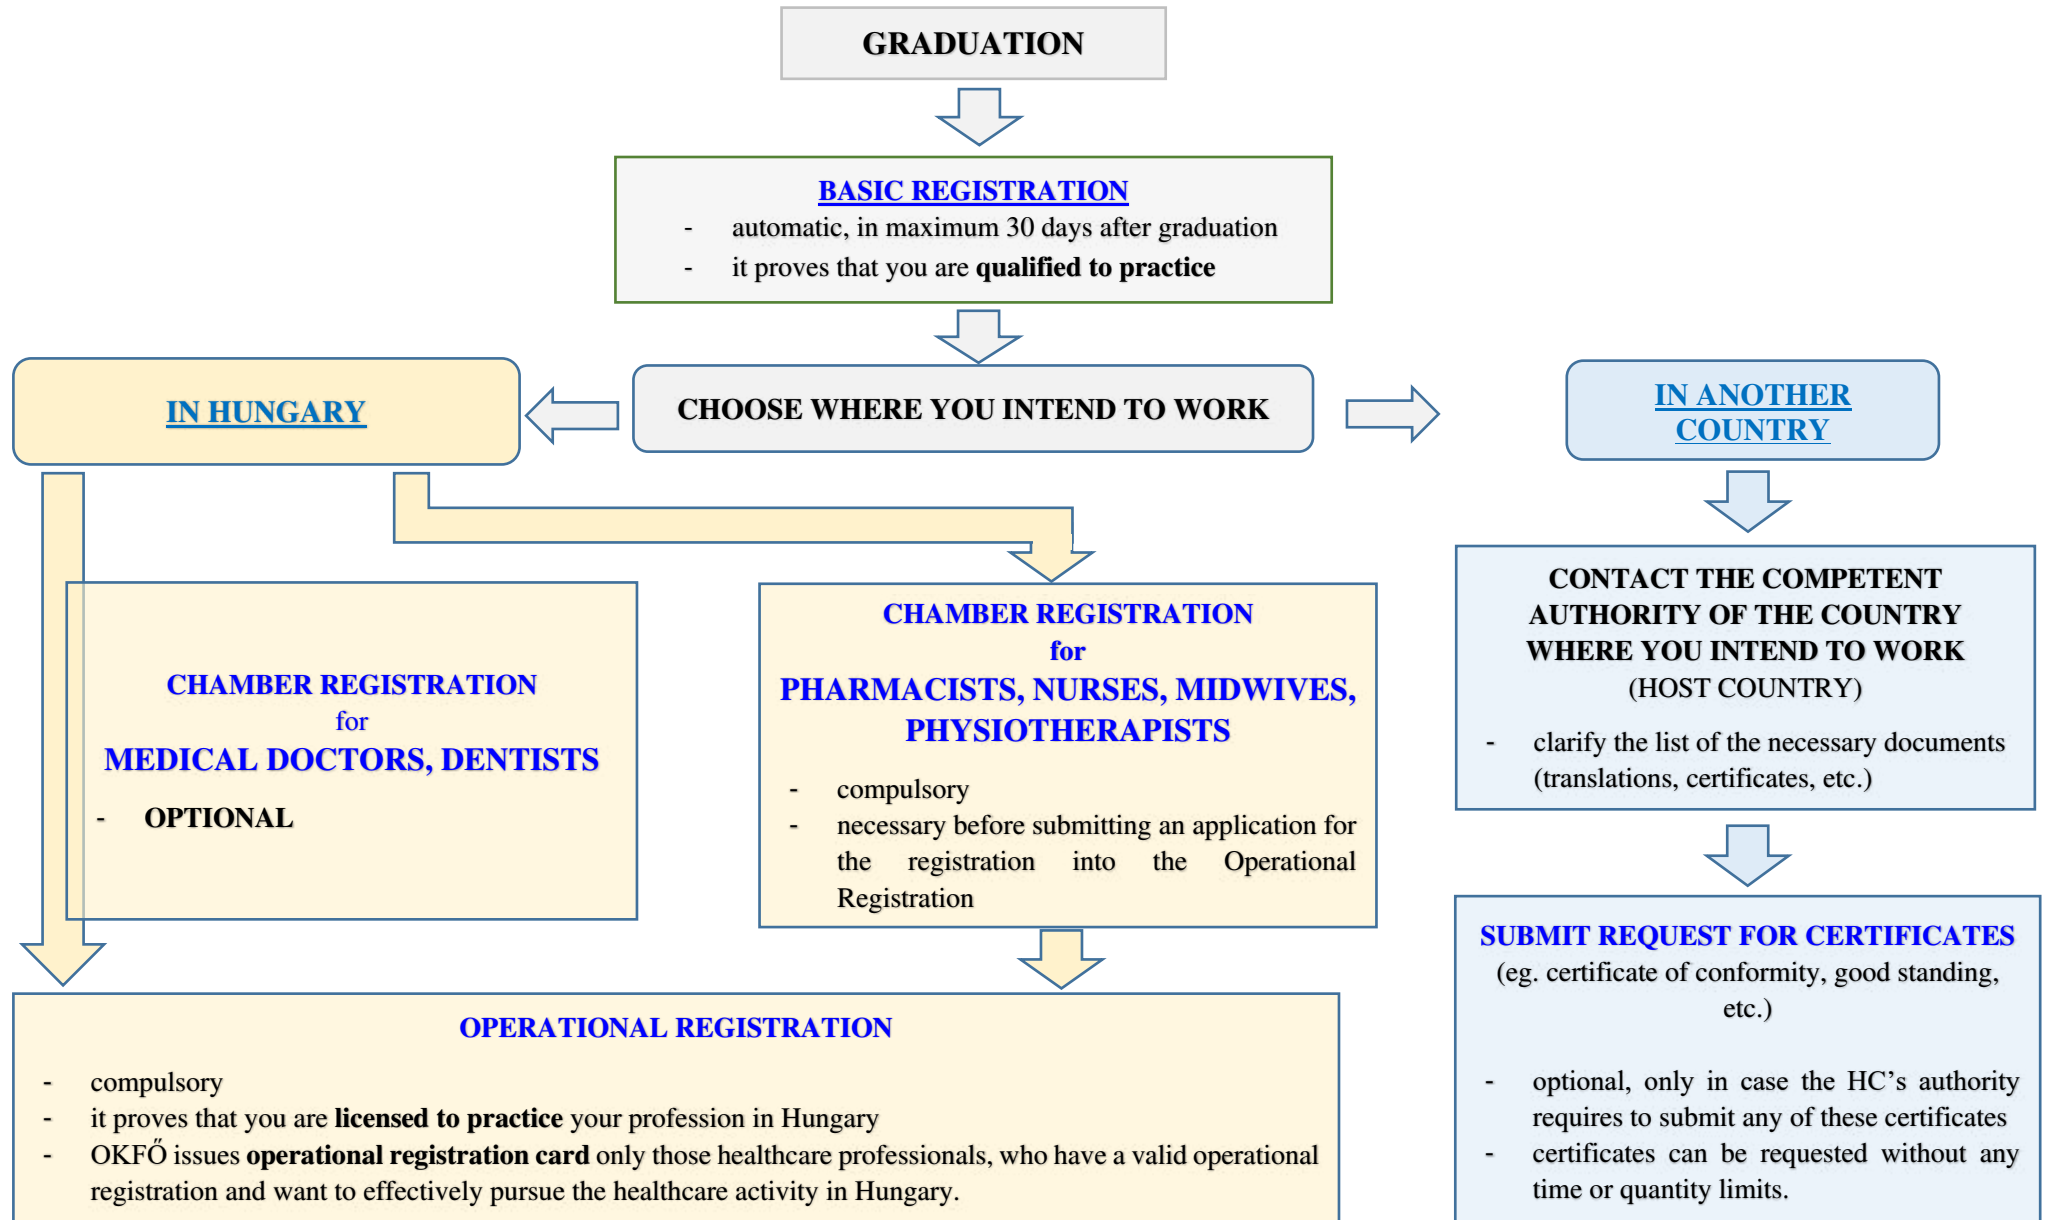 GRADUATION
BASIC REGISTRATION
- automatic, in maximum 30 days after graduation
- it proves that you are qualified to practice
IN HUNGARY
CHOOSE WHERE YOU INTEND TO WORK
IN ANOTHER
COUNTRY
CHAMBER REGISTRATION
for
MEDICAL DOCTORS, DENTISTS
- OPTIONAL
CHAMBER REGISTRATION
for
PHARMACISTS, NURSES, MIDWIVES,
PHYSIOTHERAPISTS
- compulsory
- necessary before submitting an application for
the registration into the Operational
Registration
CONTACT THE COMPETENT
AUTHORITY OF THE COUNTRY
WHERE YOU INTEND TO WORK
(HOST COUNTRY)
- clarify the list of the necessary documents
(translations, certificates, etc.)
OPERATIONAL REGISTRATION
- compulsory
- it proves that you are licensed to practice your profession in Hungary
- OKFŐ issues operational registration card only those healthcare professionals, who have a valid operational
registration and want to effectively pursue the healthcare activity in Hungary.
SUBMIT REQUEST FOR CERTIFICATES
(eg. certificate of conformity, good standing,
etc.)
- optional, only in case the HC's authority
requires to submit any of these certificates
- certificates can be requested without any
time or quantity limits.